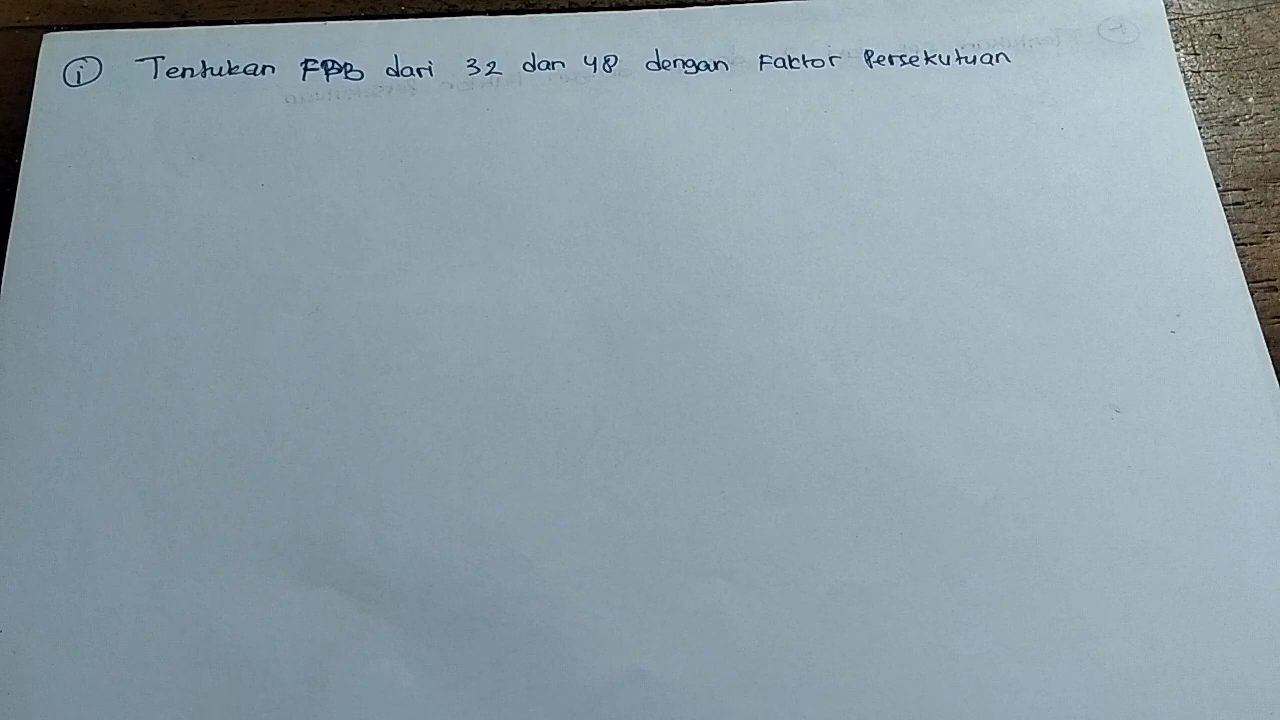 ① Tentukan FPB dari 32 dan 48 dengan Faktor Persekutuan